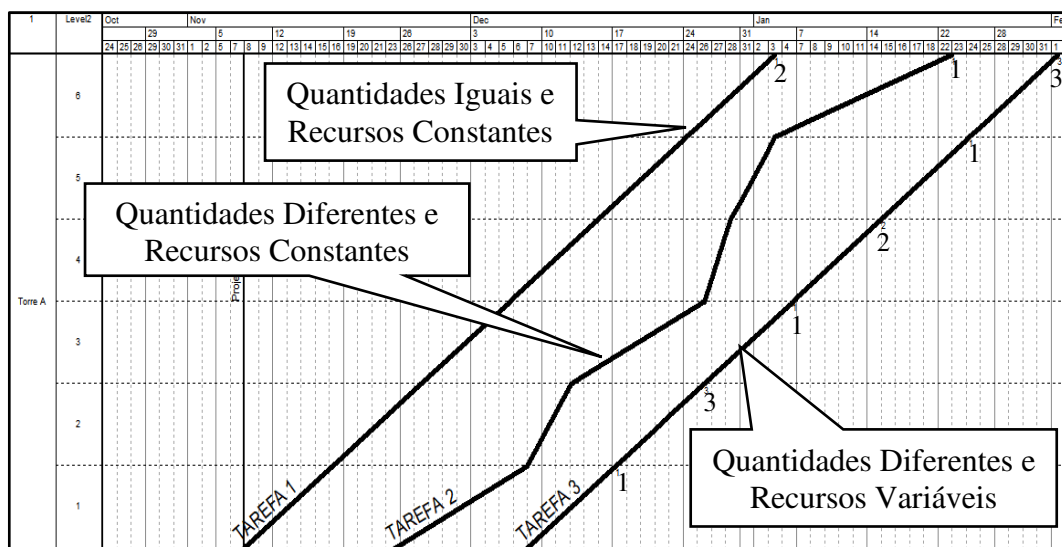 1 Level2 Oct Nov Dec Jan Fe
29 5 12 19 26 3 10 17 24 31 7 14 22 28
24 25 26 29 30 31 1 2 5 7 8 9 12 13 14 15 16 19 20 21 22 23 26 27 28 29 30 3 4 5 6 7 10 11 12 13 14 17 18 19 20 21 24 26 27 28 31 2 3 4 7 8 9 10 11 14 15 16 17 18 22 23 24 25 28 29 30 31 1
6
5
4
3
2
1
Torre A
Proje
Quantidades Iguais e
Recursos Constantes
Quantidades Diferentes e
Recursos Constantes
Quantidades Diferentes e
Recursos Variáveis
TAREFA 1
TAREFA 2
TAREFA 3
2
1
3
1
2
1
3
1